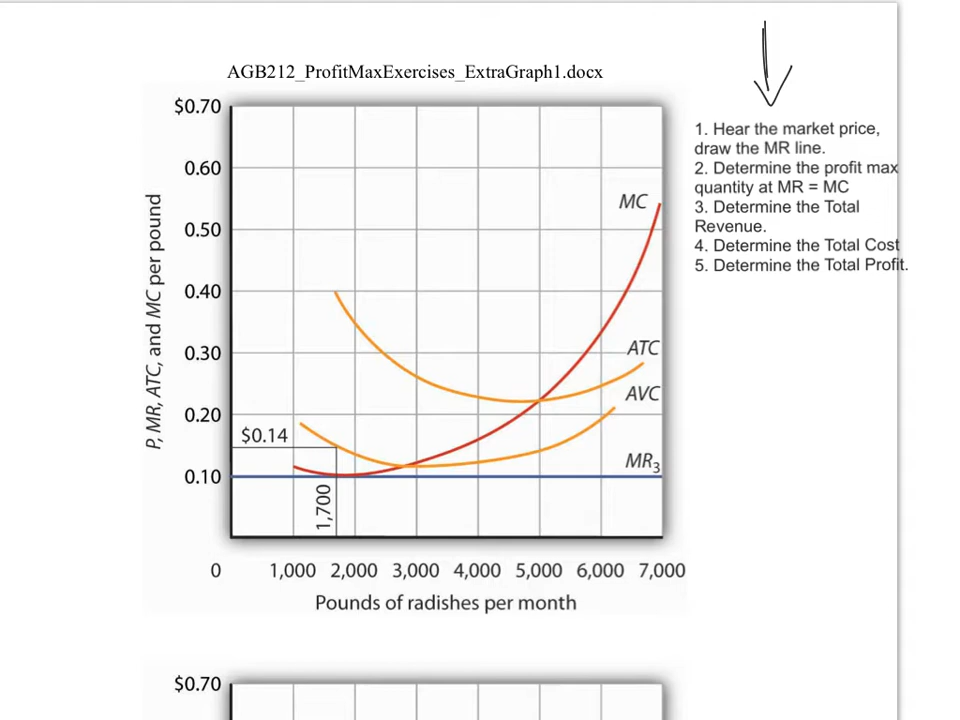 AGB212_ProfitMaxExercises_ExtraGraph1.docx
$0.70
0.60
0.50
0.40
0.30
0.20
0.10
0
P, MR, ATC, and MC per pound
MC
ATC
AVC
MR3
$0.14
1,700
1,000 2,000 3,000 4,000 5,000 6,000 7,000
Pounds of radishes per month
1. Hear the market price,
draw the MR line.
2. Determine the profit max
quantity at MR = MC
3. Determine the Total
Revenue.
4. Determine the Total Cost
5. Determine the Total Profit.
$0.70